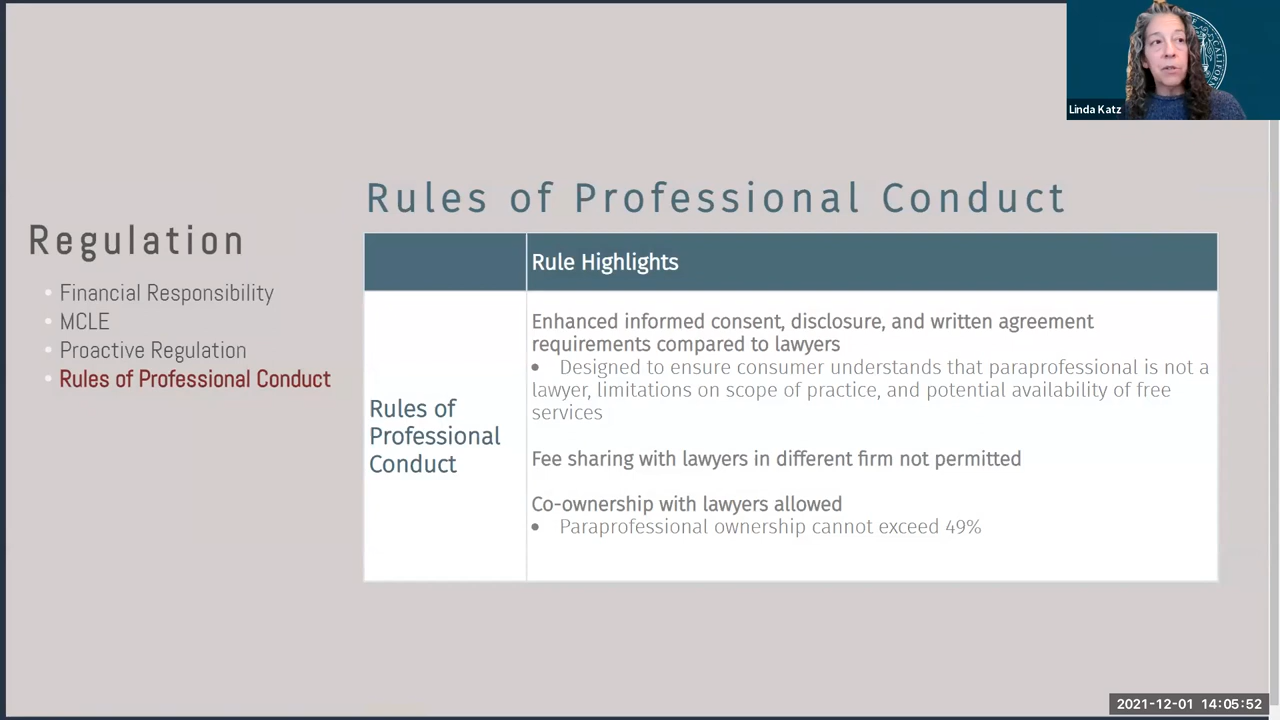 CALIFORN
Linda Katz
Rules of Professional Conduct
Regulation
• Financial Responsibility
• MCLE
• Proactive Regulation
• Rules of Professional Conduct
Rule Highlights
Rules of
Professional
Conduct
Enhanced informed consent, disclosure, and written agreement
requirements compared to lawyers
• Designed to ensure consumer understands that paraprofessional is not a
lawyer, limitations on scope of practice, and potential availability of free
services
Fee sharing with lawyers in different firm not permitted
Co-ownership with lawyers allowed
• Paraprofessional ownership cannot exceed 49%
2021-12-01 14:05:52